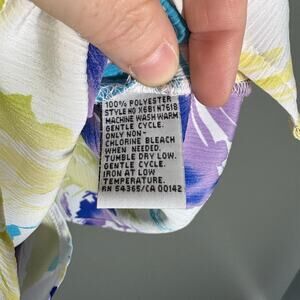 100% POLYESTER
STYLE NO X6B1N7618
MACHINE WASH WARM
GENTLE CYCLE.
ONLY NON-
CHLORINE BLEACH
WHEN NEEDED.
TUMBLE DRY LOW.
GENTLE CYCLE.
IRON AT LOW
TEMPERATURE.
RN 54365/CA 00142